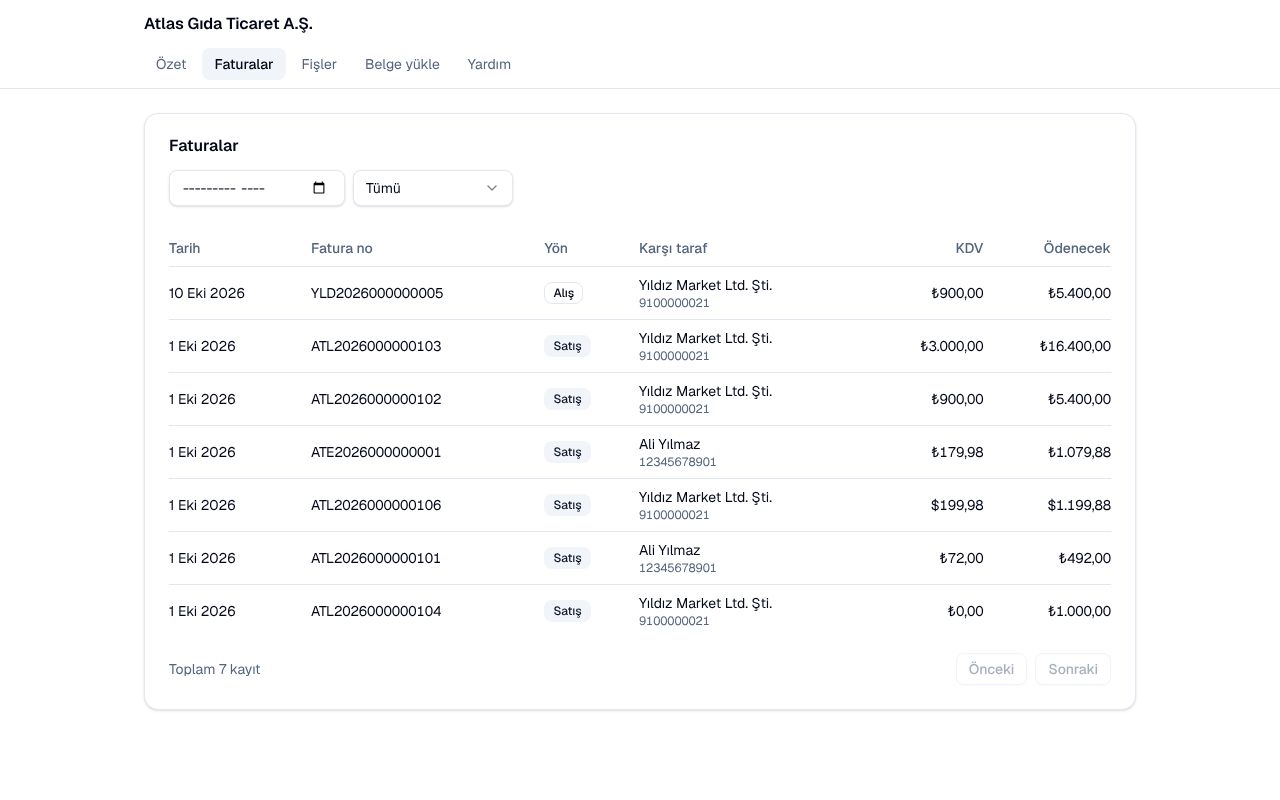 Atlas Gıda Ticaret A.Ş.
Özet Faturalar Fişler Belge yükle Yardım
Faturalar
--------- ---- Tümü
Tarih Fatura no Yön Karşı taraf KDV Ödenecek
10 Eki 2026 YLD2026000000005 Alış Yıldız Market Ltd. Şti. ₺900,00 ₺5.400,00
9100000021
1 Eki 2026 ATL2026000000103 Satış Yıldız Market Ltd. Şti. ₺3.000,00 ₺16.400,00
9100000021
1 Eki 2026 ATL2026000000102 Satış Yıldız Market Ltd. Şti. ₺900,00 ₺5.400,00
9100000021
1 Eki 2026 ATE2026000000001 Satış Ali Yılmaz ₺179,98 ₺1.079,88
12345678901
1 Eki 2026 ATL2026000000106 Satış Yıldız Market Ltd. Şti. $199,98 $1.199,88
9100000021
1 Eki 2026 ATL2026000000101 Satış Ali Yılmaz ₺72,00 ₺492,00
12345678901
1 Eki 2026 ATL2026000000104 Satış Yıldız Market Ltd. Şti. ₺0,00 ₺1.000,00
9100000021
Toplam 7 kayıt Önceki Sonraki